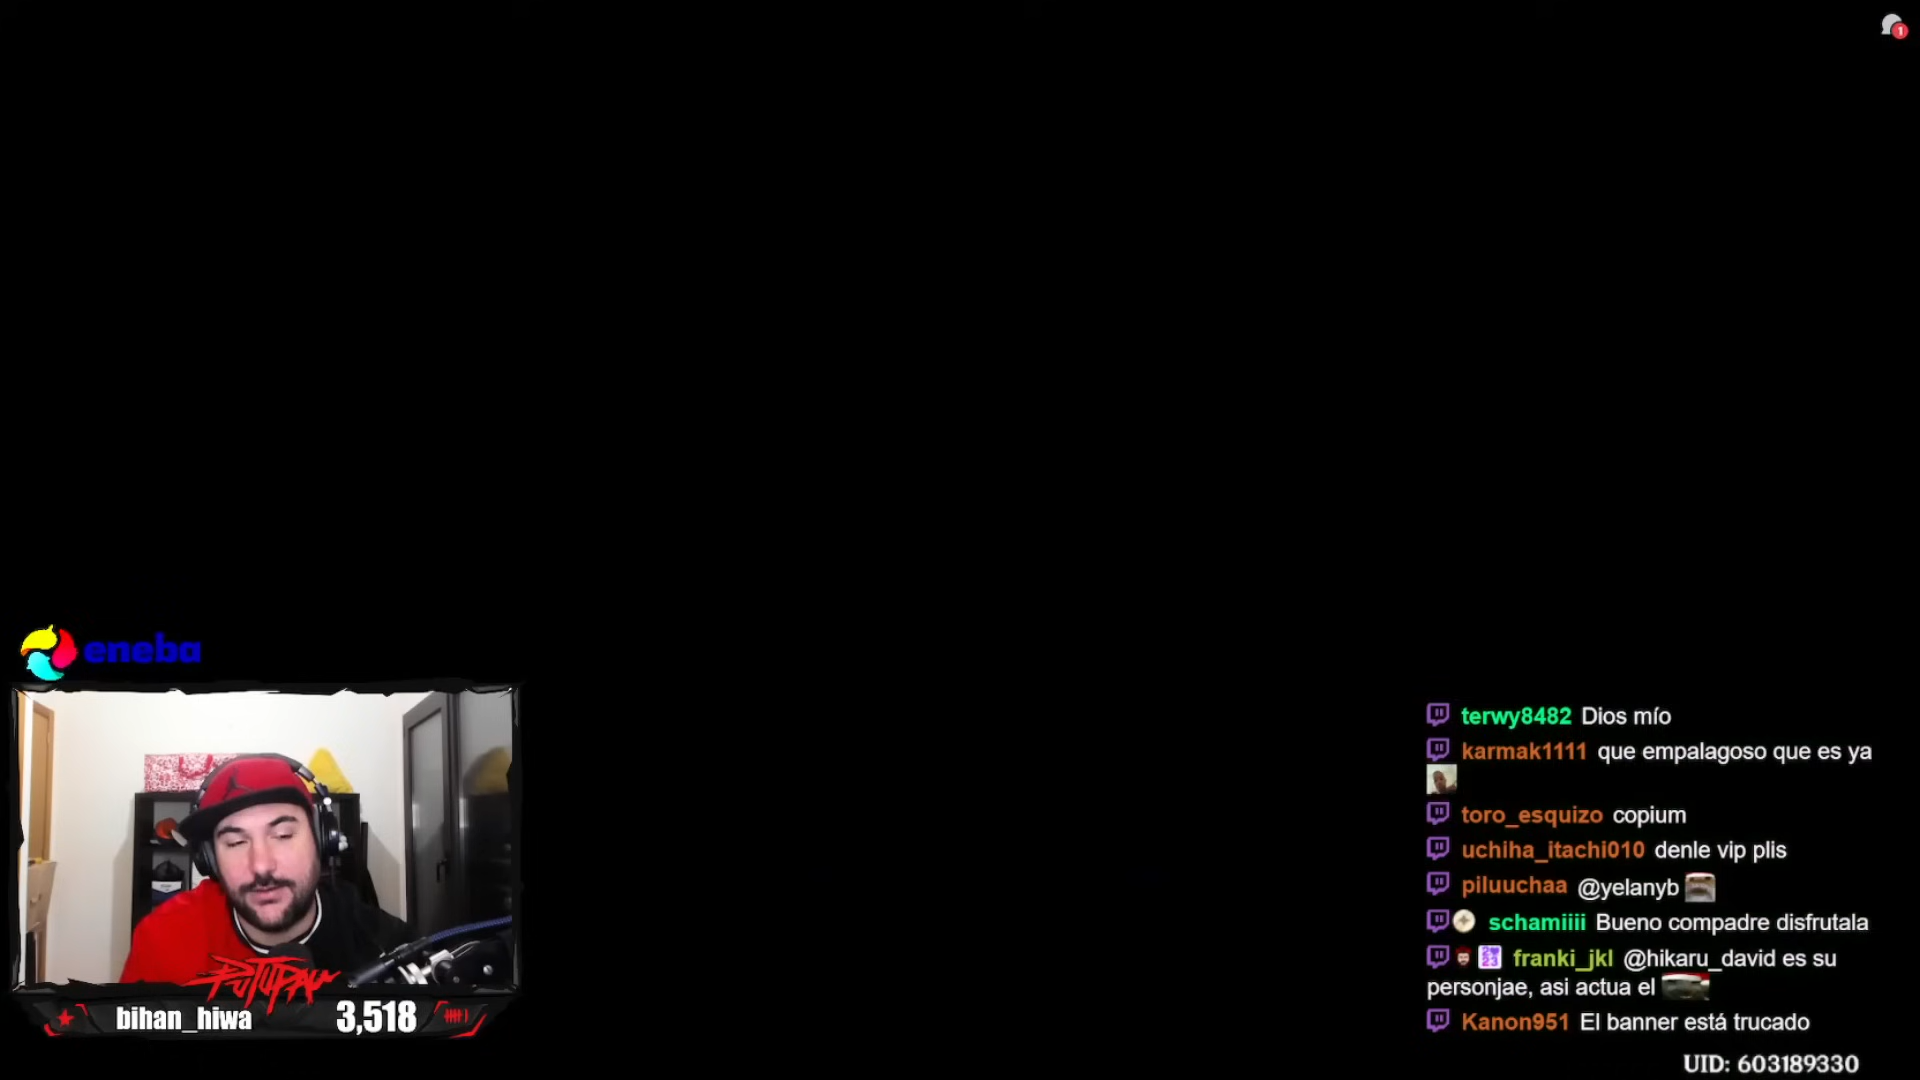 1
eneba
terwy8482 Dios mío
karmak1111 que empalagoso que es ya
toro_esquizo copium
uchiha_itachi010 denle vip plis
piluuchaa @yelanyb
schamiiii Bueno compadre disfrutala
franki_jkl @hikaru_david es su
personjae, asi actua el
Kanon951 El banner está trucado
bihan_hiwa 3,518
UID: 603189330